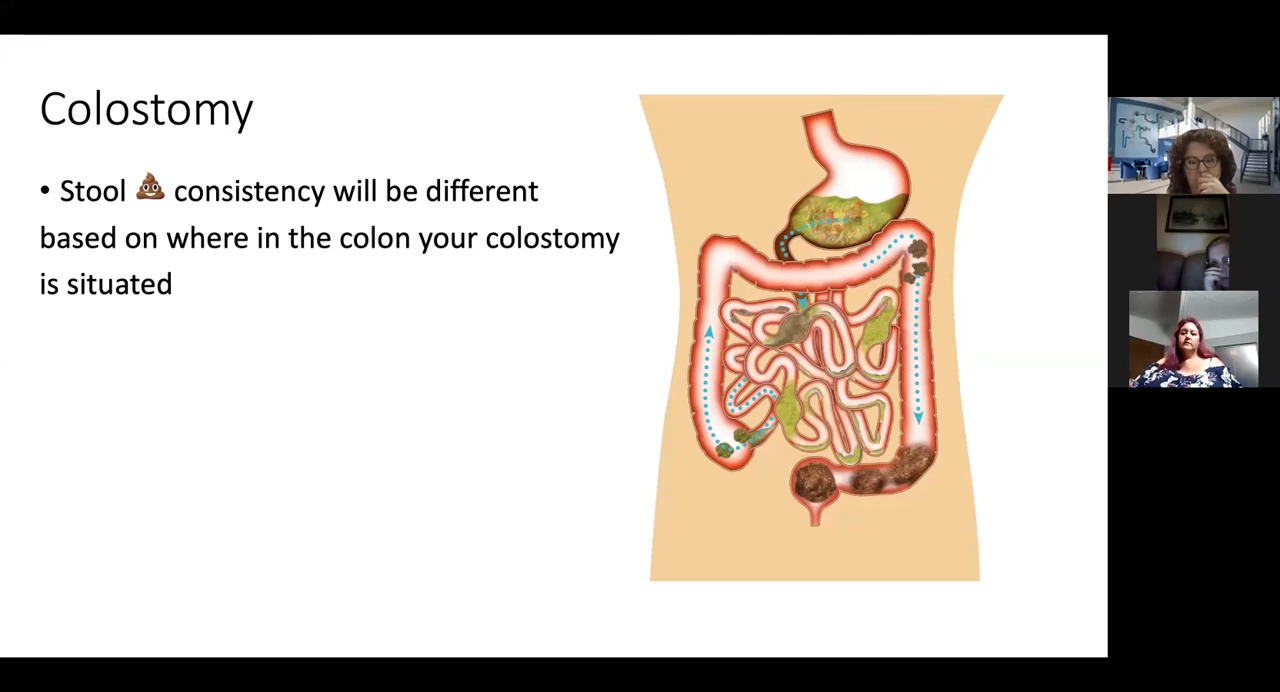 Colostomy
• Stool 💩 consistency will be different
based on where in the colon your colostomy
is situated